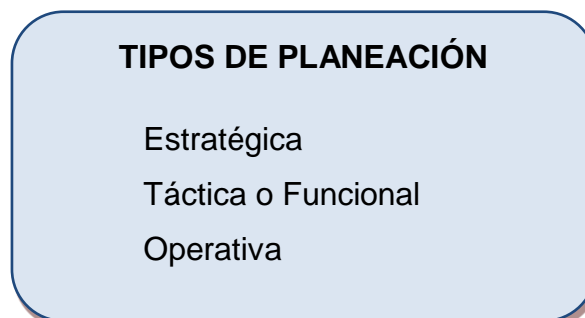 TIPOS DE PLANEACIÓN
Estratégica
Táctica o Funcional
Operativa